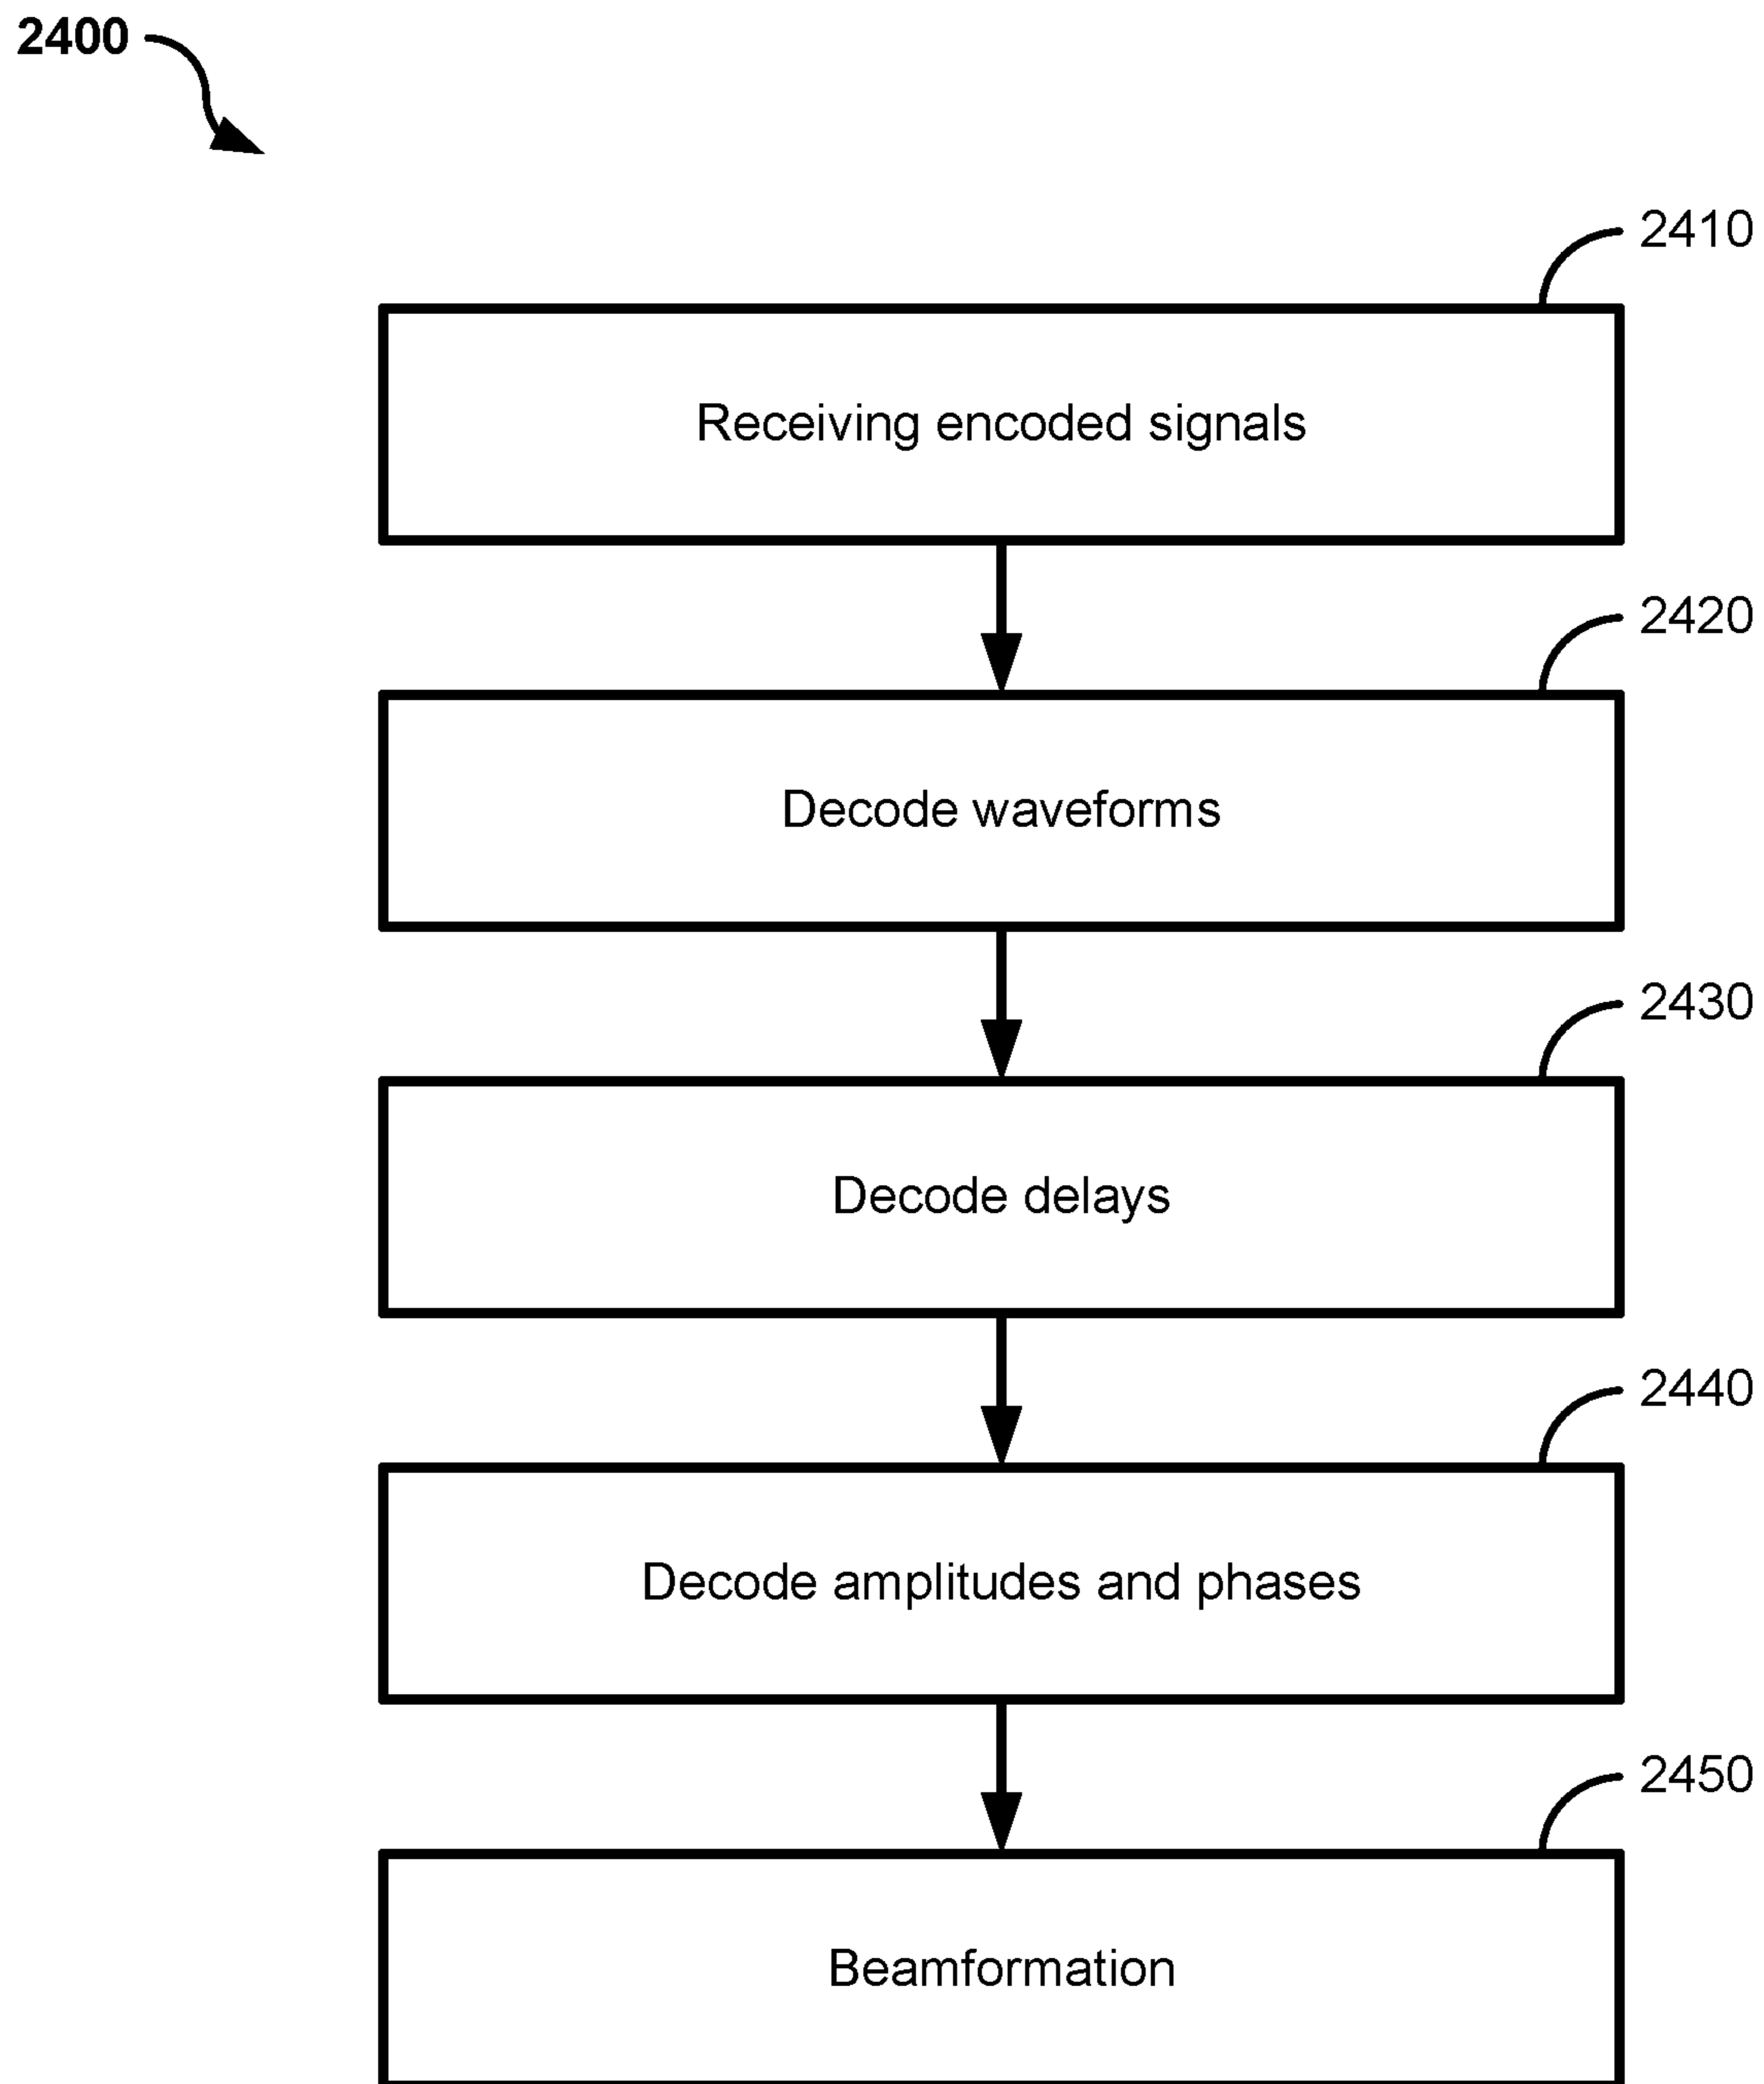 2400
2410
Receiving encoded signals
2420
Decode waveforms
2430
Decode delays
2440
Decode amplitudes and phases
2450
Beamformation